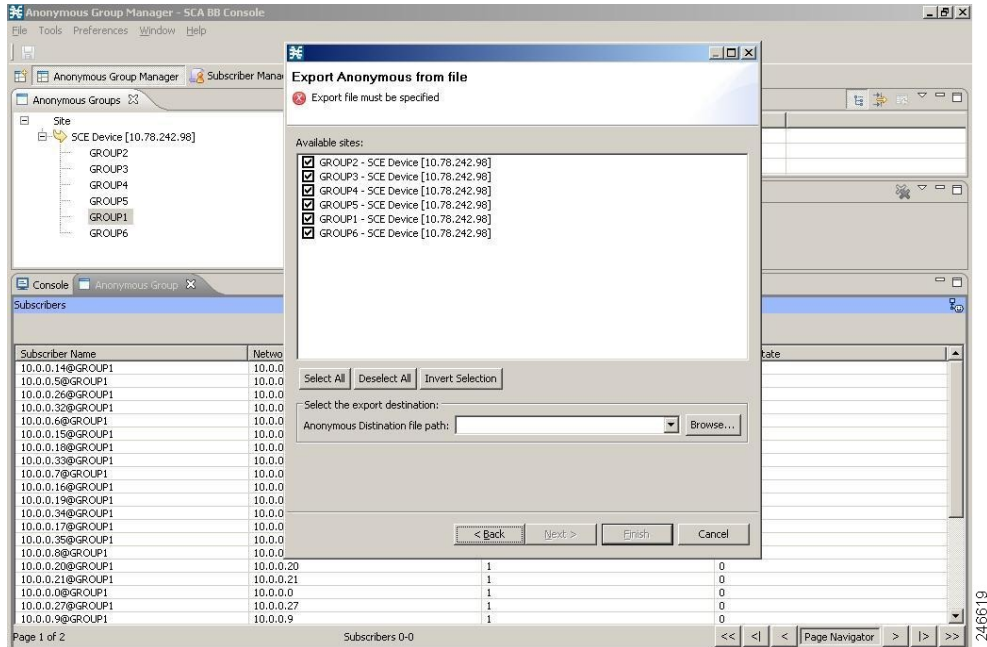 Anonymous Group Manager - SCA BB Console
File Tools Preferences Window Help
Anonymous Group Manager
Subscriber Mana
Anonymous Groups
Site
SCE Device [10.78.242.98]
GROUP2
GROUP3
GROUP4
GROUP5
GROUP1
GROUP6
Export Anonymous from file
Export file must be specified
Available sites:
GROUP2 - SCE Device [10.78.242.98]
GROUP3 - SCE Device [10.78.242.98]
GROUP4 - SCE Device [10.78.242.98]
GROUP5 - SCE Device [10.78.242.98]
GROUP1 - SCE Device [10.78.242.98]
GROUP6 - SCE Device [10.78.242.98]
Select All Deselect All Invert Selection
Select the export destination:
Anonymous Distination file path: Browse...
< Back Next > Finish Cancel
Console Anonymous Group
Subscribers
Subscriber Name Netwo tate
10.0.0.14@GROUP1 10.0.0
10.0.0.5@GROUP1 10.0.0
10.0.0.26@GROUP1 10.0.0
10.0.0.32@GROUP1 10.0.0
10.0.0.6@GROUP1 10.0.0
10.0.0.15@GROUP1 10.0.0
10.0.0.18@GROUP1 10.0.0
10.0.0.33@GROUP1 10.0.0
10.0.0.7@GROUP1 10.0.0
10.0.0.16@GROUP1 10.0.0
10.0.0.19@GROUP1 10.0.0
10.0.0.34@GROUP1 10.0.0
10.0.0.17@GROUP1 10.0.0
10.0.0.35@GROUP1 10.0.0
10.0.0.8@GROUP1 10.0.0
10.0.0.20@GROUP1 10.0.0.20 1 0
10.0.0.21@GROUP1 10.0.0.21 1 0
10.0.0.0@GROUP1 10.0.0.0 1 0
10.0.0.27@GROUP1 10.0.0.27 1 0
10.0.0.9@GROUP1 10.0.0.9 1 0
Page 1 of 2 Subscribers 0-0 << <| < Page Navigator > |> >>
246619